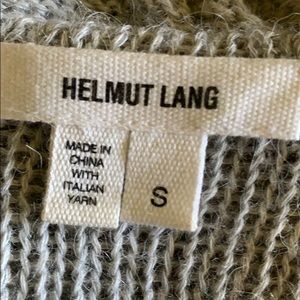 HELMUT LANG
MADE IN
CHINA
WITH
ITALIAN
YARN
S